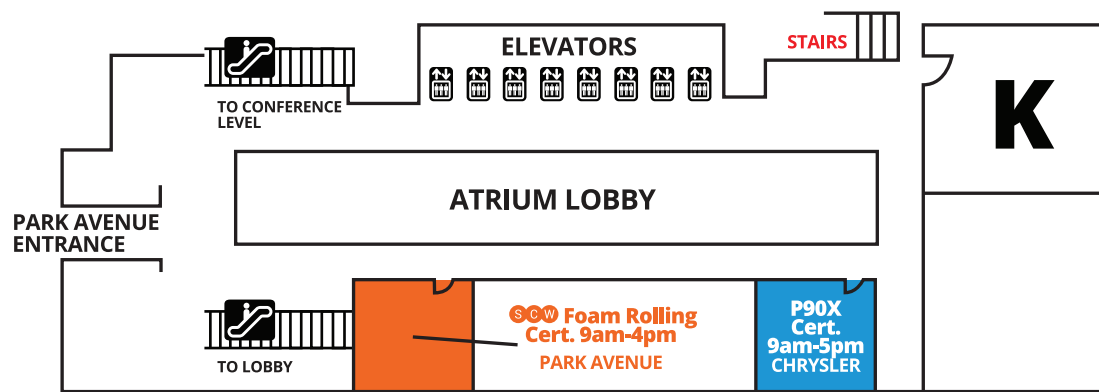 ELEVATORS
STAIRS
TO CONFERENCE
LEVEL
K
ATRIUM LOBBY
PARK AVENUE
ENTRANCE
SCW Foam Rolling
Cert. 9am-4pm
PARK AVENUE
P90X
Cert.
9am-5pm
CHRYSLER
TO LOBBY